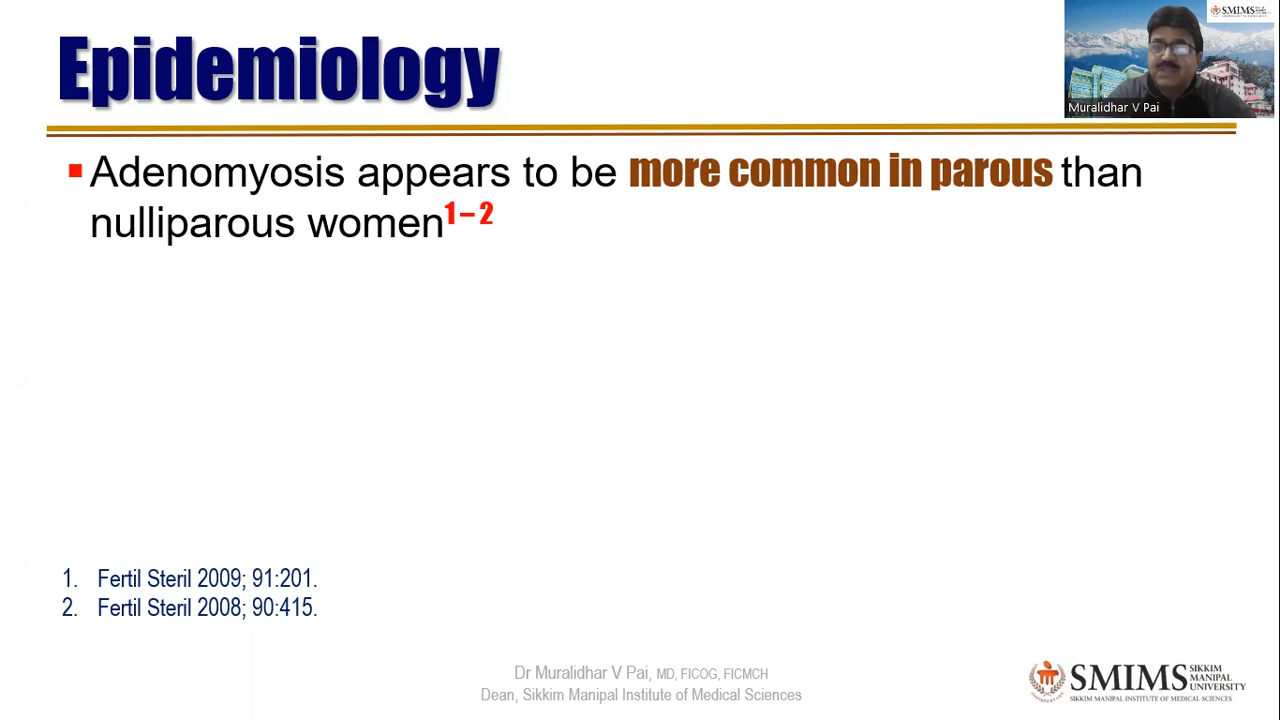 Epidemiology
SMIMS
Muralidhar V Pai
Adenomyosis appears to be more common in parous than
nulliparous women1–2
1. Fertil Steril 2009; 91:201.
2. Fertil Steril 2008; 90:415.
Dr Muralidhar V Pai, MD, FICOG, FICMCH
Dean, Sikkim Manipal Institute of Medical Sciences
SMIMS SIKKIM MANIPAL UNIVERSITY
SIKKIM MANIPAL INSTITUTE OF MEDICAL SCIENCES